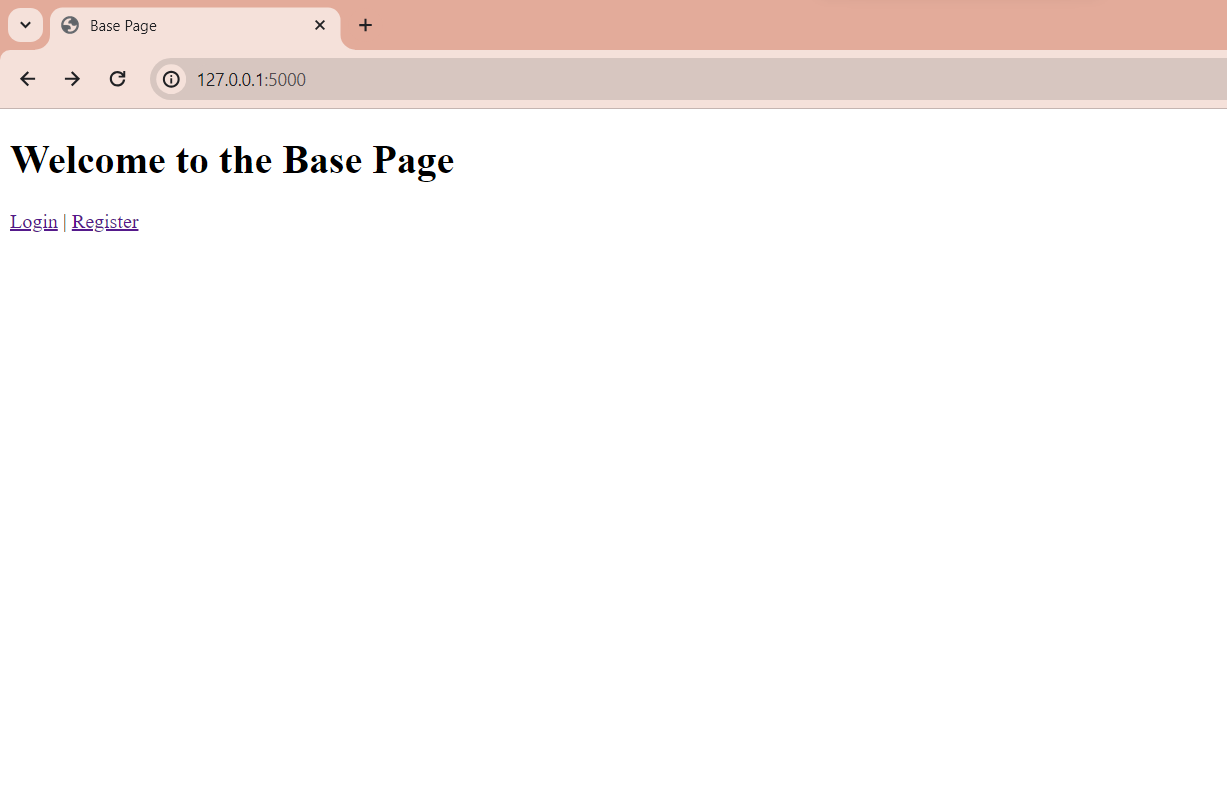 Base Page
127.0.0.1:5000
Welcome to the Base Page
Login | Register